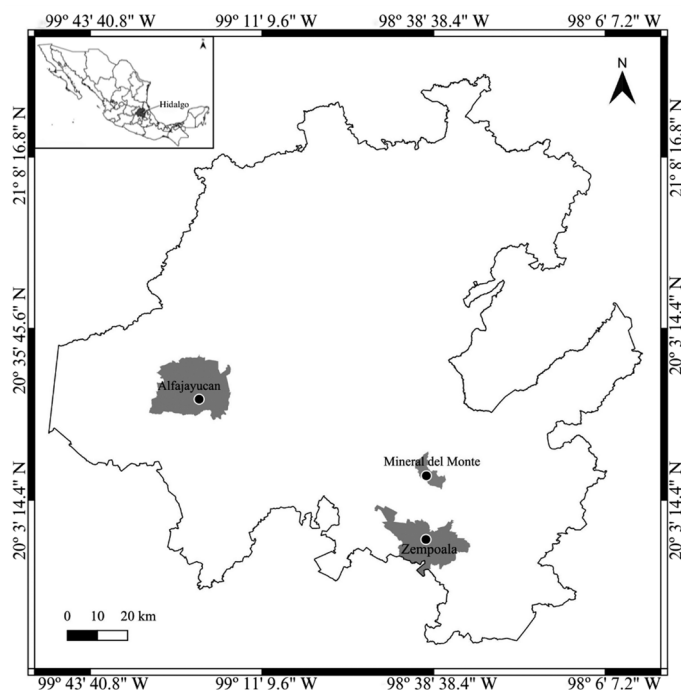 99° 43' 40.8" W 99° 11' 9.6" W 98° 38' 38.4" W 98° 6' 7.2" W
N
Hidalgo
21° 8' 16.8" N
21° 8' 16.8" N
20° 35' 45.6" N
20° 3' 14.4" N
Alfajayucan
Mineral del Monte
20° 3' 14.4" N
20° 3' 14.4" N
Zempoala
0 10 20 km
99° 43' 40.8" W 99° 11' 9.6" W 98° 38' 38.4" W 98° 6' 7.2" W